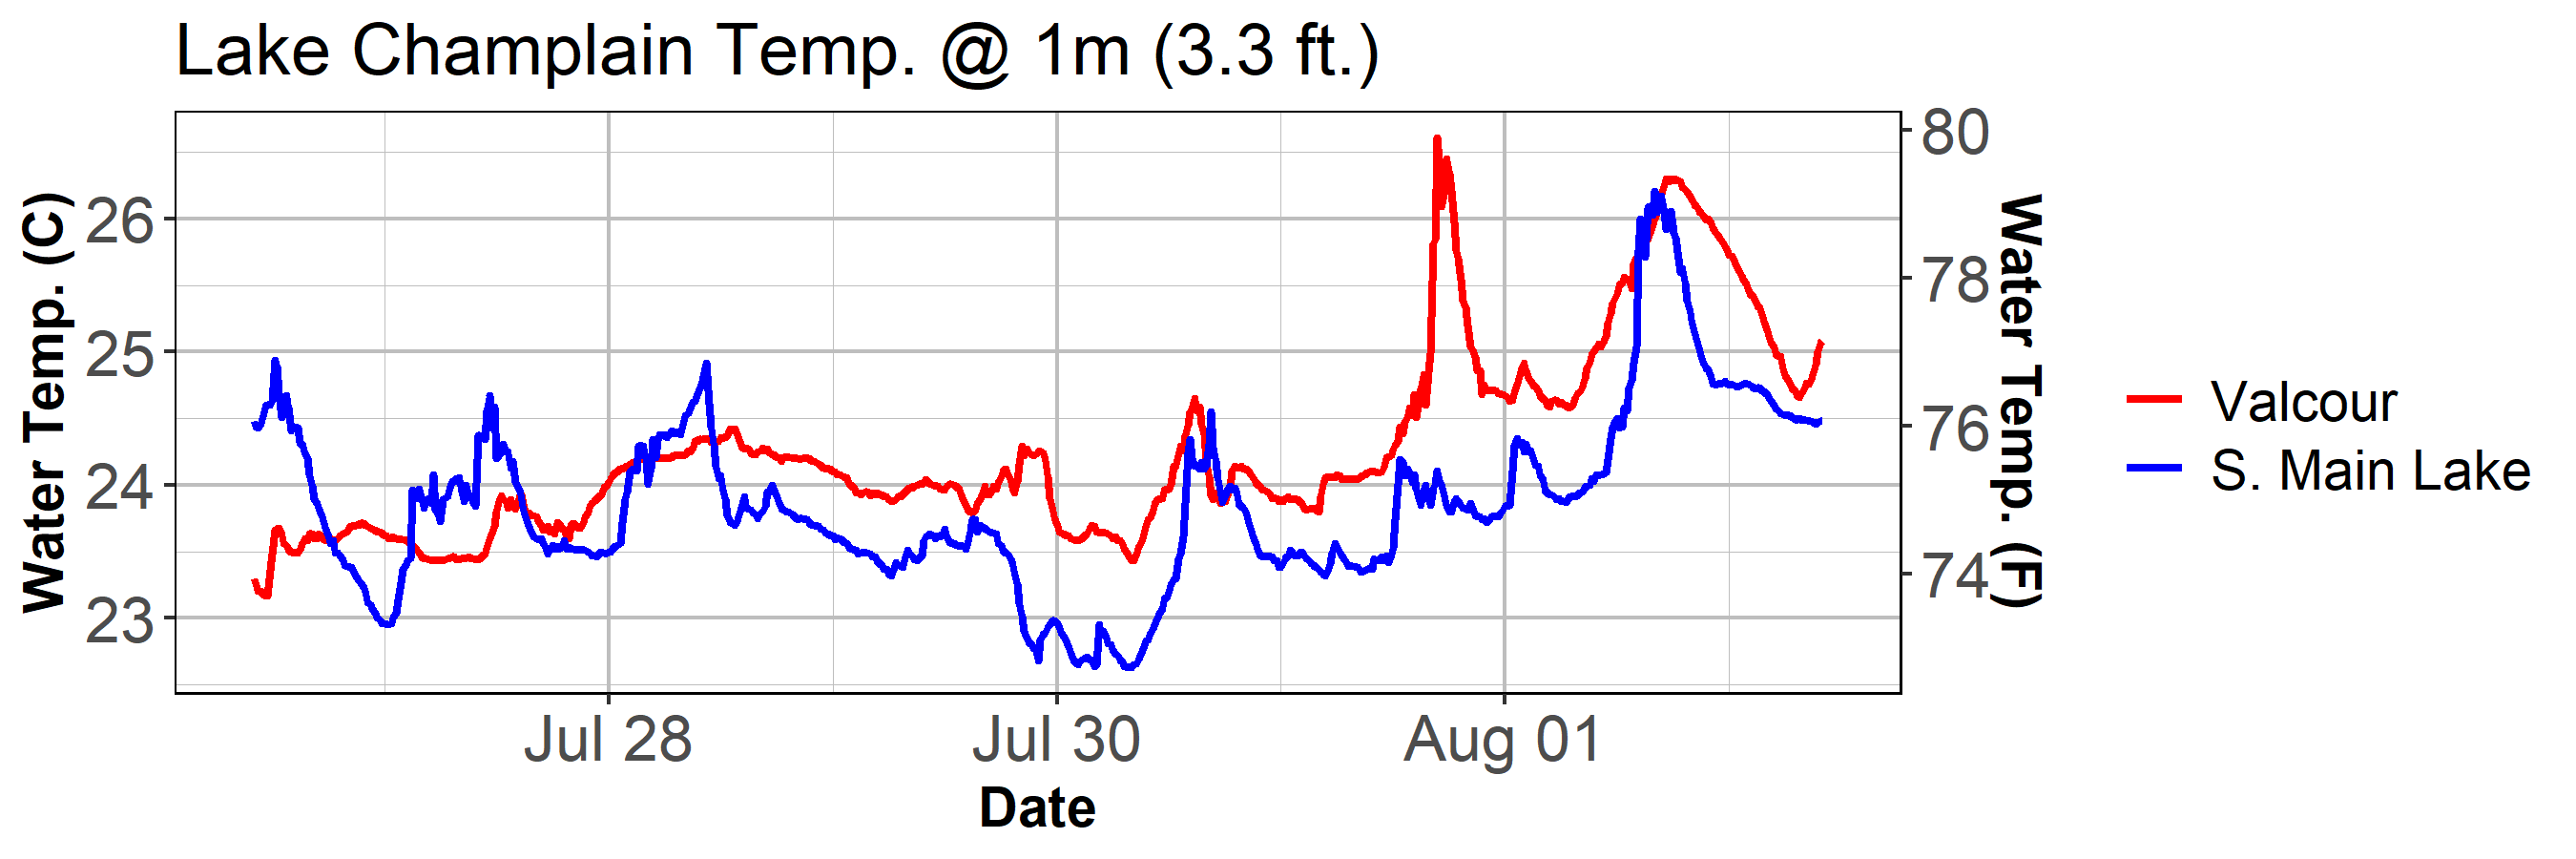 Lake Champlain Temp. @ 1m (3.3 ft.)
Water Temp. (C)
26
25
24
23
80
78
76
74
Water Temp. (F)
Jul 28
Jul 30
Aug 01
Date
Valcour
S. Main Lake